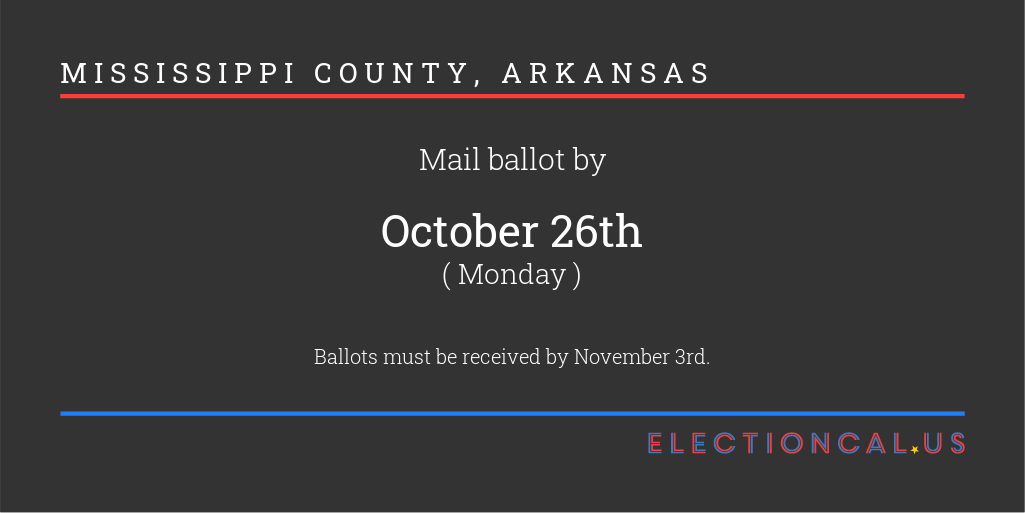 MISSISSIPPI COUNTY, ARKANSAS
Mail ballot by
October 26th
( Monday )
Ballots must be received by November 3rd.
ELECTIONCAL.US